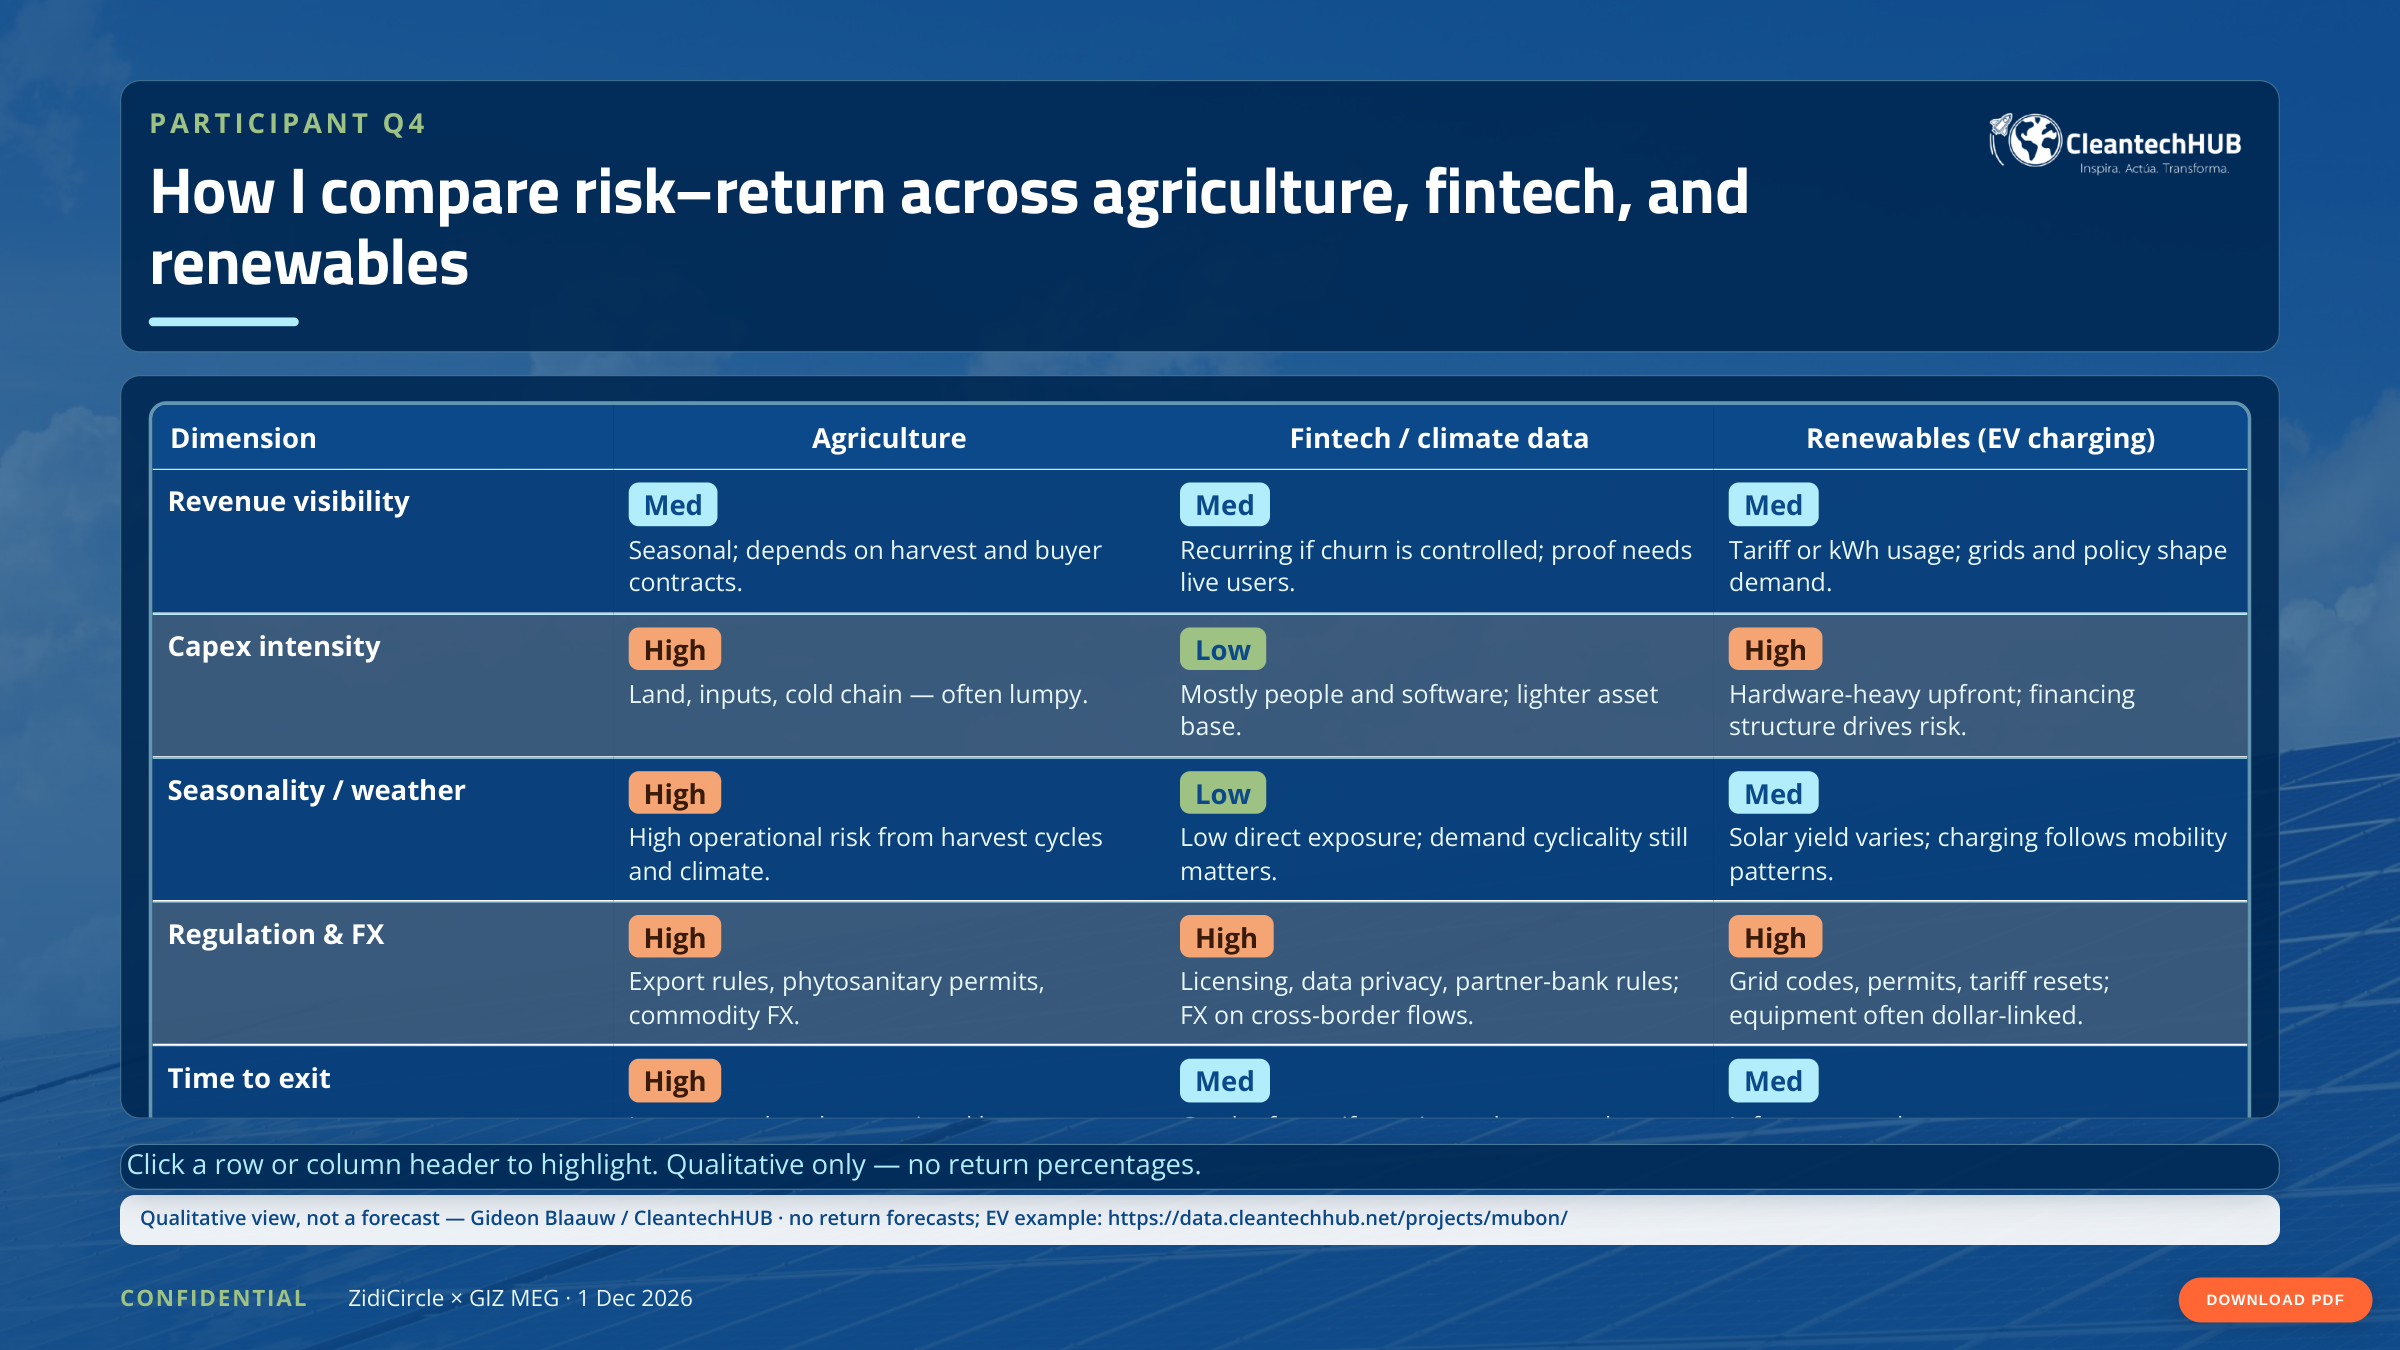 PARTICIPANT Q4
How I compare risk–return across agriculture, fintech, and
renewables
CleantechHUB
Inspira. Actúa. Transforma.
Dimension
Agriculture
Fintech / climate data
Renewables (EV charging)
Revenue visibility
Med
Seasonal; depends on harvest and buyer
contracts.
Med
Recurring if churn is controlled; proof needs
live users.
Med
Tariff or kWh usage; grids and policy shape
demand.
Capex intensity
High
Land, inputs, cold chain — often lumpy.
Low
Mostly people and software; lighter asset
base.
High
Hardware-heavy upfront; financing
structure drives risk.
Seasonality / weather
High
High operational risk from harvest cycles
and climate.
Low
Low direct exposure; demand cyclicality still
matters.
Med
Solar yield varies; charging follows mobility
patterns.
Regulation & FX
High
Export rules, phytosanitary permits,
commodity FX.
High
Licensing, data privacy, partner-bank rules;
FX on cross-border flows.
High
Grid codes, permits, tariff resets;
equipment often dollar-linked.
Time to exit
High
Med
Med
Click a row or column header to highlight. Qualitative only — no return percentages.
Qualitative view, not a forecast — Gideon Blaauw / CleantechHUB · no return forecasts; EV example: https://data.cleantechhub.net/projects/mubon/
CONFIDENTIAL
ZidiCircle × GIZ MEG · 1 Dec 2026
DOWNLOAD PDF